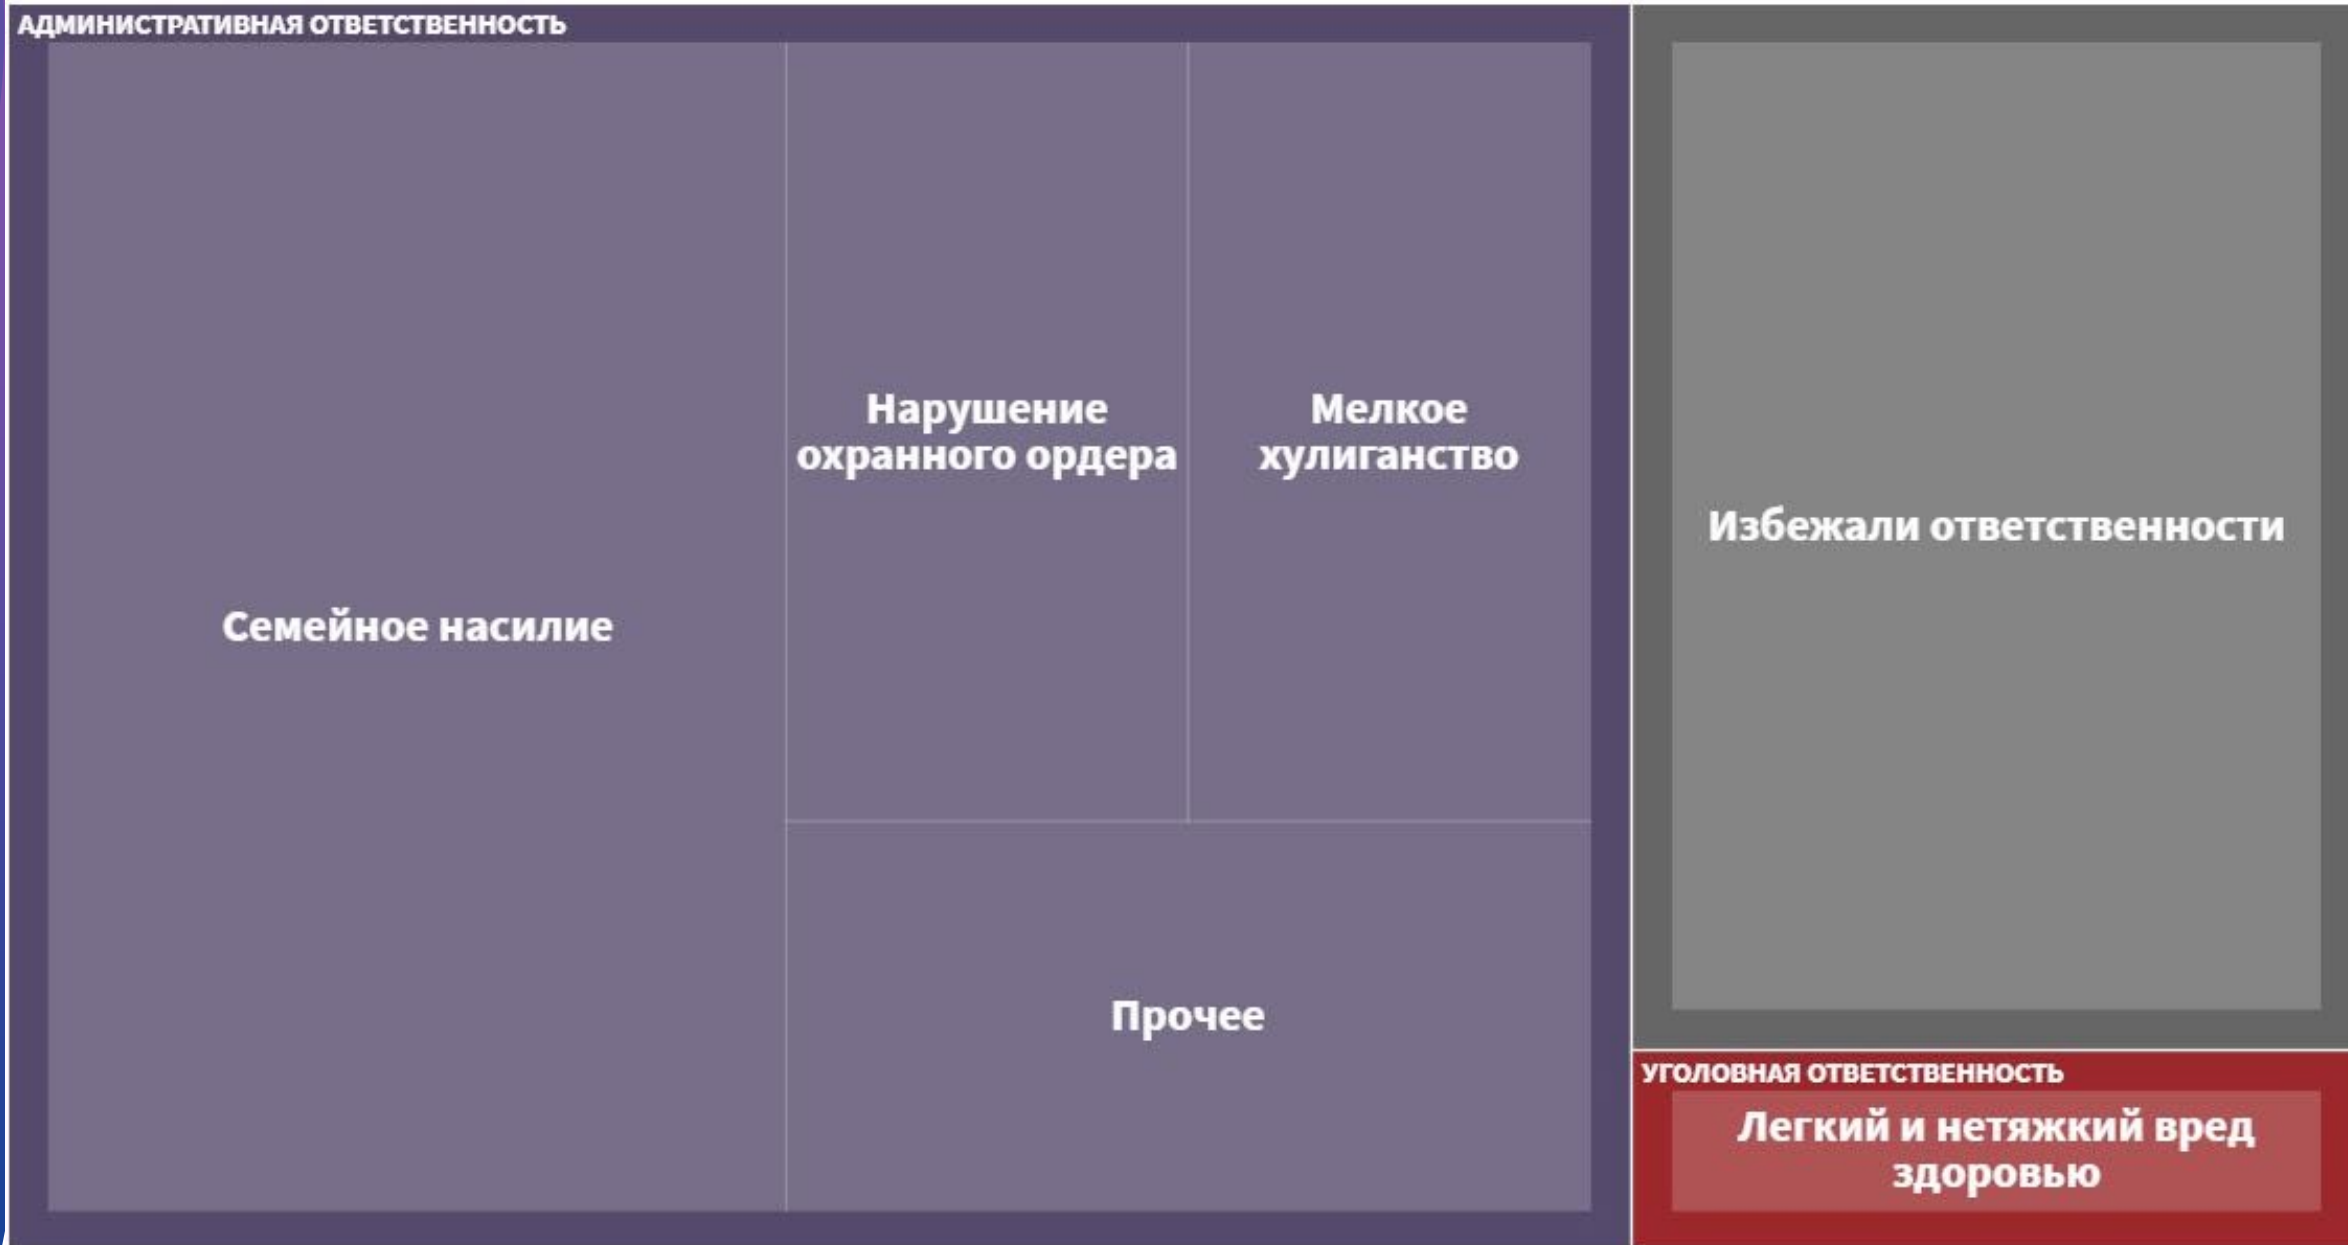 АДМИНИСТРАТИВНАЯ ОТВЕТСТВЕННОСТЬ
Семейное насилие
Нарушение
охранного ордера
Мелкое
хулиганство
Прочее
Избежали ответственности
УГОЛОВНАЯ ОТВЕТСТВЕННОСТЬ
Легкий и нетяжкий вред
здоровью